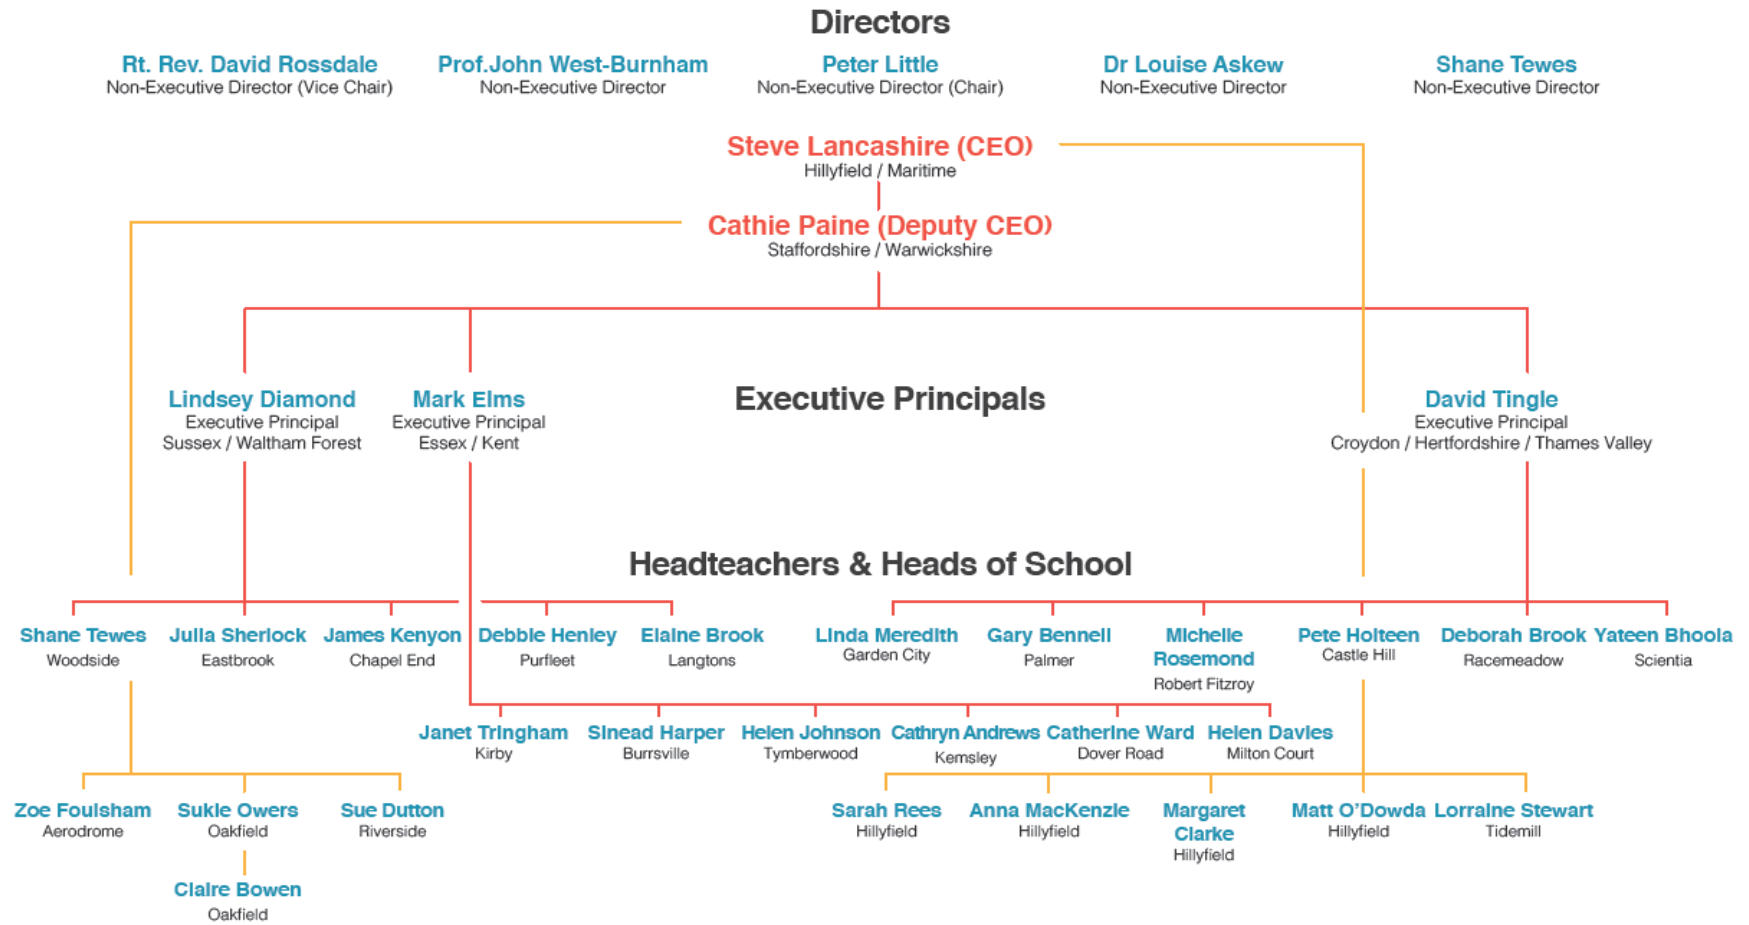 Directors
Rt. Rev. David Rossdale
Non-Executive Director (Vice Chair)
Prof.John West-Burnham
Non-Executive Director
Peter Little
Non-Executive Director (Chair)
Dr Louise Askew
Non-Executive Director
Shane Tewes
Non-Executive Director
Steve Lancashire (CEO)
Hillyfield / Maritime
Cathie Paine (Deputy CEO)
Staffordshire / Warwickshire
Lindsey Diamond
Executive Principal
Sussex / Waltham Forest
Mark Elms
Executive Principal
Essex / Kent
Executive Principals
David Tingle
Executive Principal
Croydon / Hertfordshire / Thames Valley
Headteachers & Heads of School
Shane Tewes
Woodside
Julia Sherlock
Eastbrook
James Kenyon
Chapel End
Debbie Henley
Purfleet
Elaine Brook
Langtons
Linda Meredith
Garden City
Gary Bennell
Palmer
Michelle
Rosemond
Robert Fitzroy
Pete Holteen
Castle Hill
Deborah Brook
Racemeadow
Yateen Bhoola
Scientia
Janet Tringham
Kirby
Sinead Harper
Burrsville
Helen Johnson
Tymberwood
Cathryn Andrews
Kemsley
Catherine Ward
Dover Road
Helen Davies
Milton Court
Zoe Foulsham
Aerodrome
Sukie Owers
Oakfield
Sue Dutton
Riverside
Sarah Rees
Hillyfield
Anna MacKenzie
Hillyfield
Margaret
Clarke
Hillyfield
Matt O'Dowda
Hillyfield
Lorraine Stewart
Tidemill
Claire Bowen
Oakfield